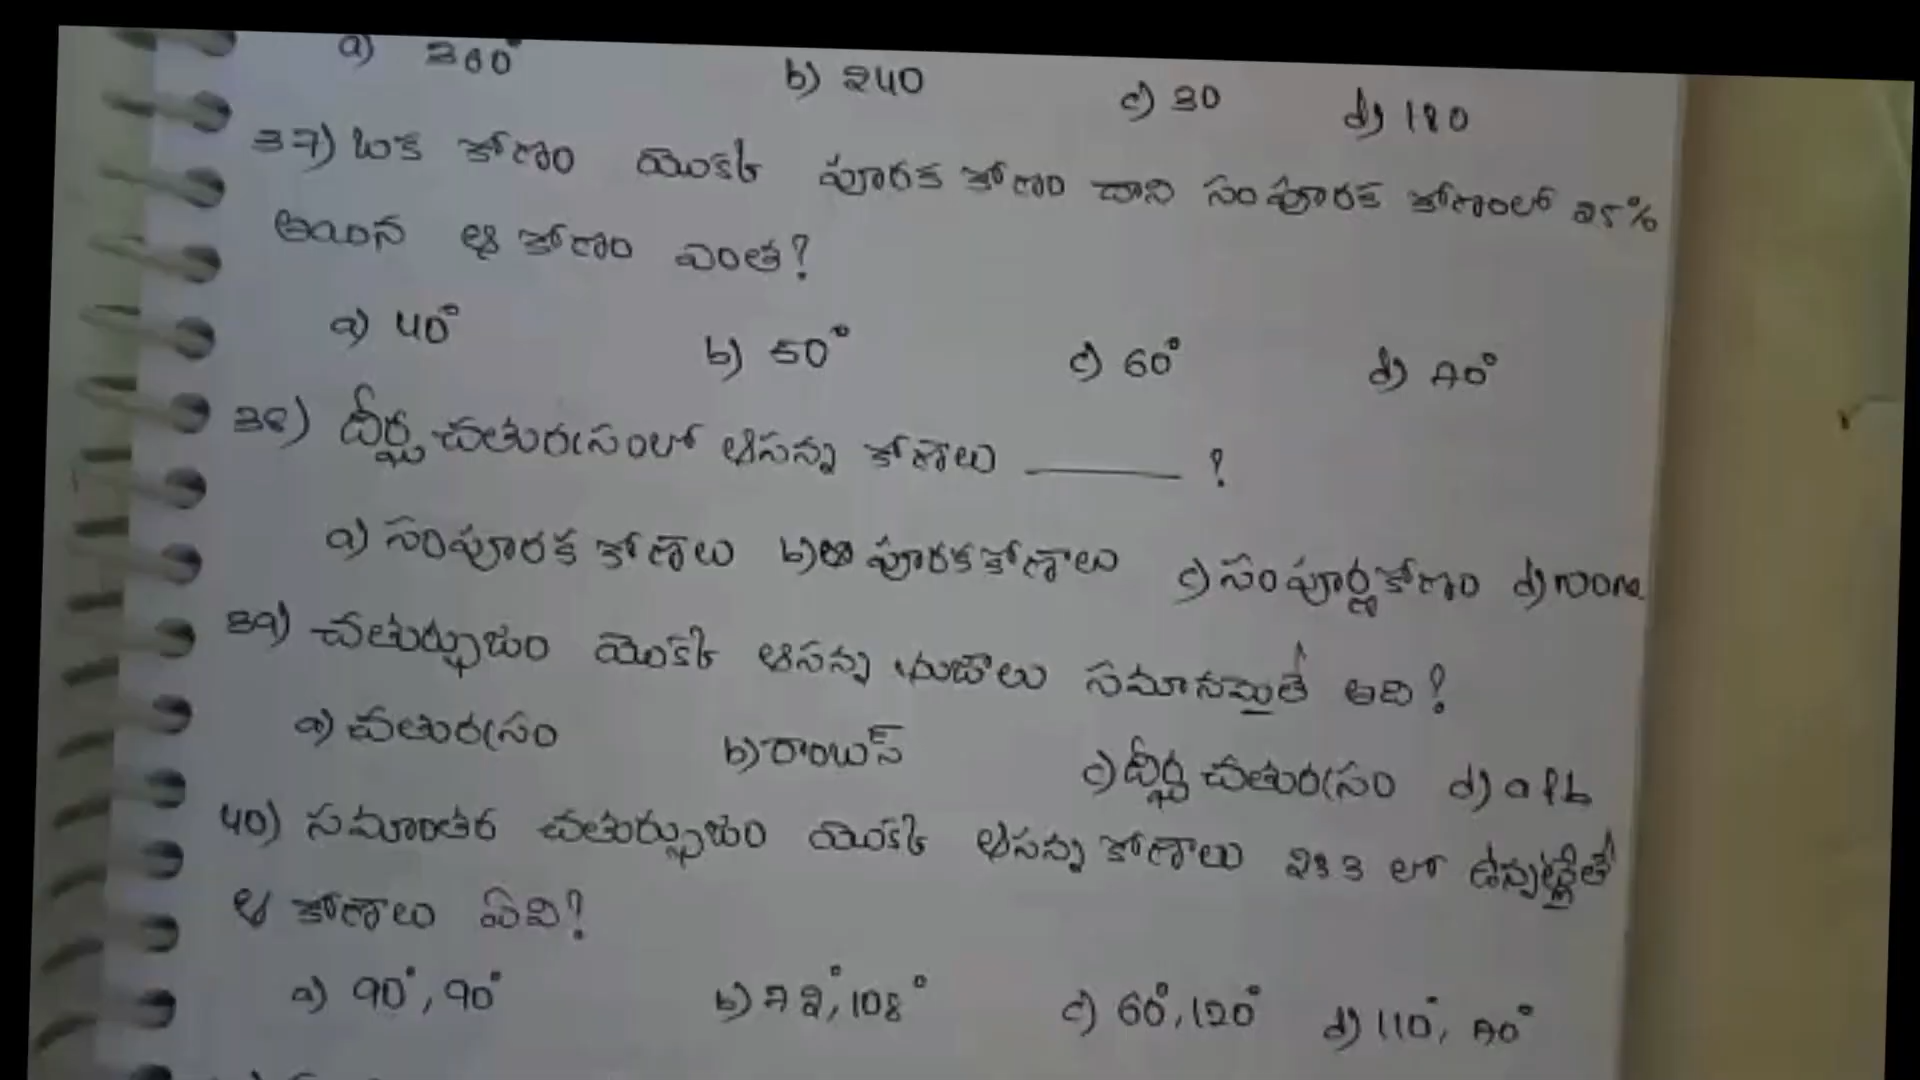 a) 360° b) 240 c) 30 d) 180
37) ఒక కోణం యొక్క పూరక కోణం దాని సంపూరక కోణంలో 25%
అయిన ఆ కోణం ఎంత?
a) 40° b) 50° c) 60° d) 70°
38) దీర్ఘ చతురస్రంలో ఆసన్న కోణాలు ______ ?
a) సంపూరక కోణాలు b) పూరకకోణాలు c) సంపూర్ణకోణం d) none
39) చతుర్భుజం యొక్క ఆసన్న భుజాలు సమానమైతే అది?
a) చతురస్రం b) రాంబస్ c) దీర్ఘ చతురస్రం d) a & b
40) సమాంతర చతుర్భుజం యొక్క ఆసన్న కోణాలు 2:3 లో ఉన్నట్లైతే
ఆ కోణాలు ఏవి?
a) 90°, 90° b) 72°, 108° c) 60°, 120° d) 110°, 70°